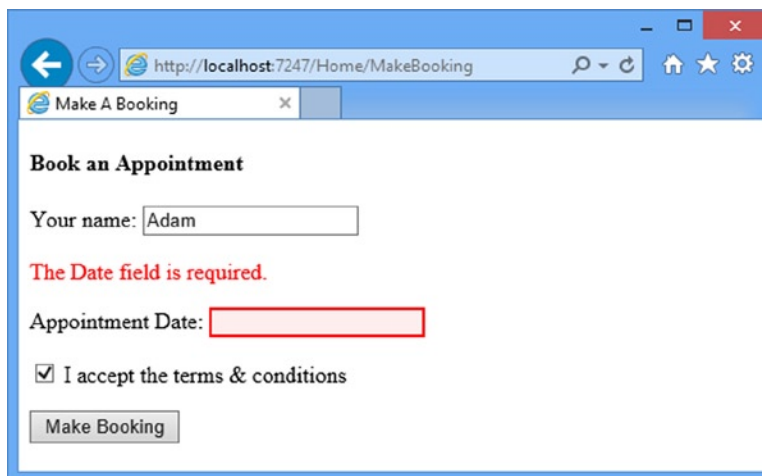 http://localhost:7247/Home/MakeBooking
Make A Booking
Book an Appointment
Your name: Adam
The Date field is required.
Appointment Date:
I accept the terms & conditions
Make Booking